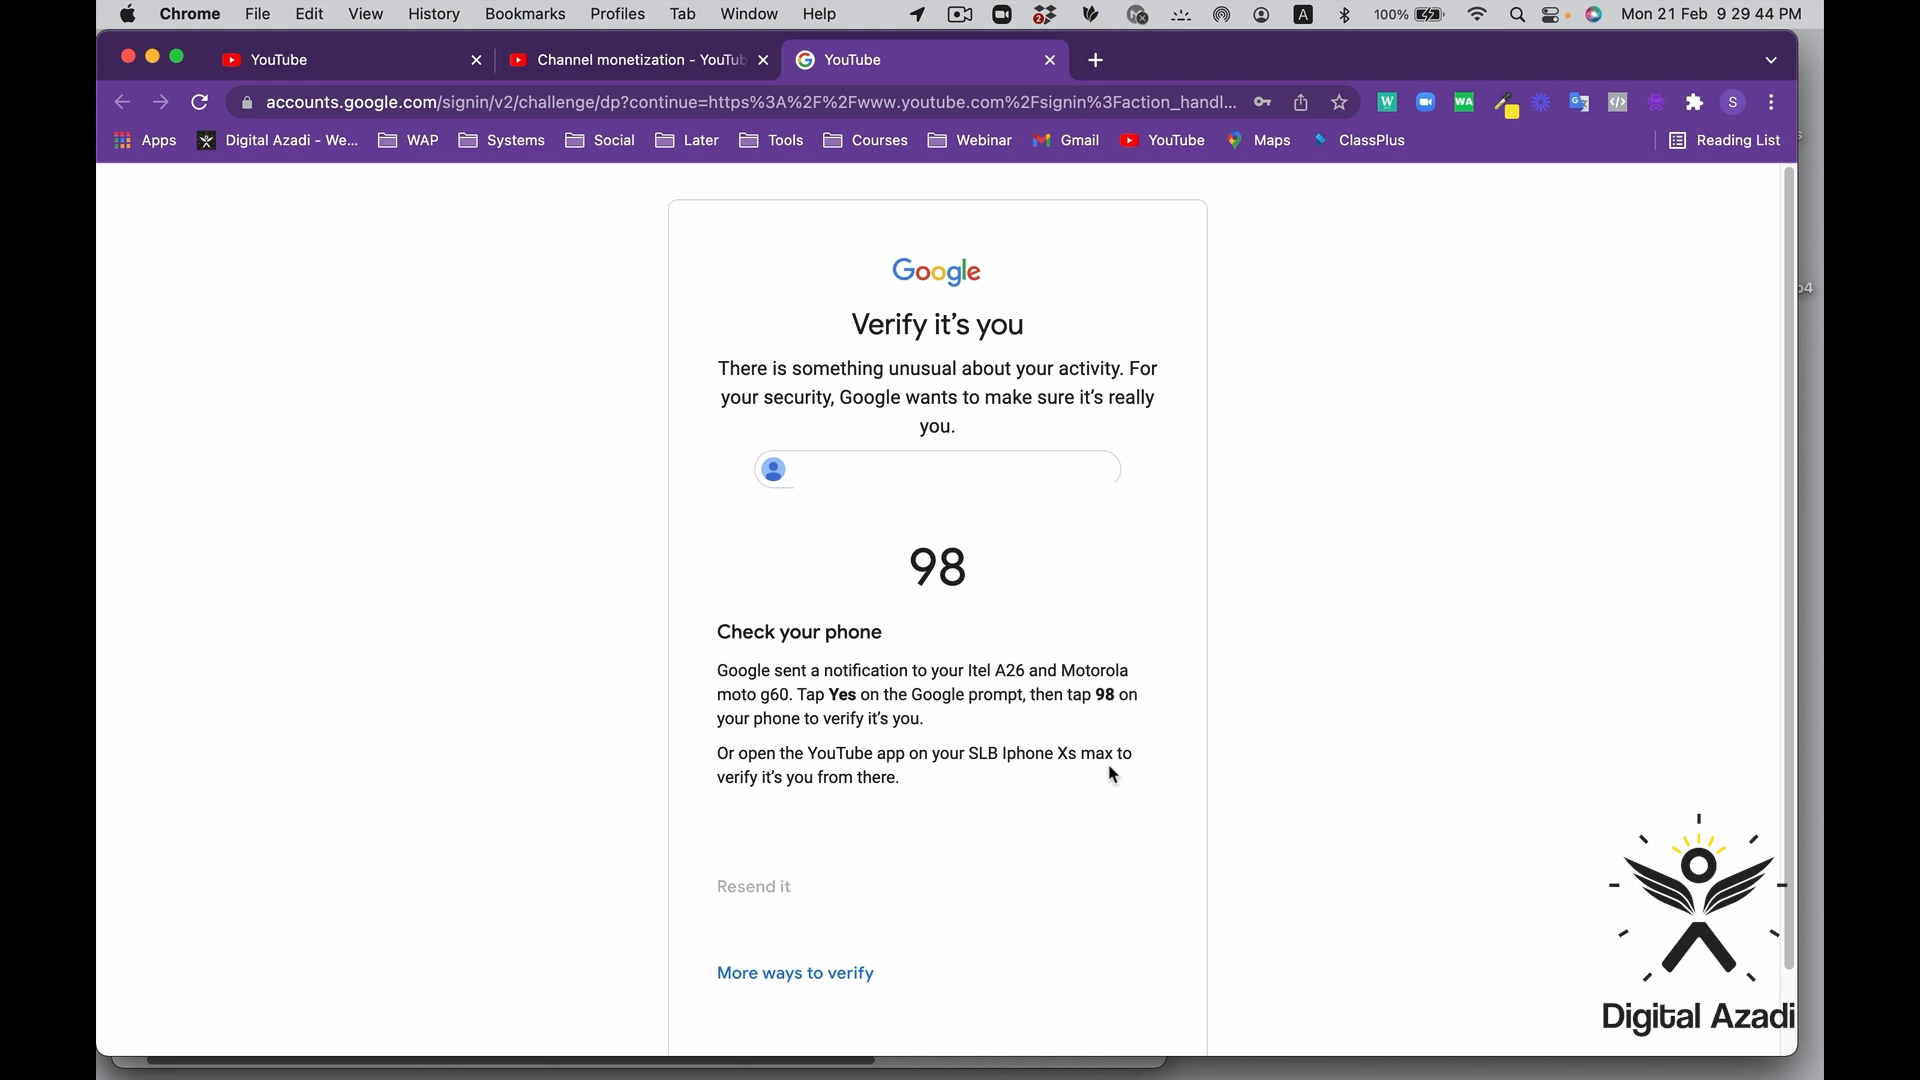 Chrome File Edit View History Bookmarks Profiles Tab Window Help 2 A 100% Mon 21 Feb 9 29 44 PM
YouTube Channel monetization - YouTub YouTube
accounts.google.com/signin/v2/challenge/dp?continue=https%3A%2F%2Fwww.youtube.com%2Fsignin%3Faction_handl... W WA S
Apps Digital Azadi - We... WAP Systems Social Later Tools Courses Webinar Gmail YouTube Maps ClassPlus Reading List
Google
Verify it's you
There is something unusual about your activity. For
your security, Google wants to make sure it's really
you.
98
Check your phone
Google sent a notification to your Itel A26 and Motorola
moto g60. Tap Yes on the Google prompt, then tap 98 on
your phone to verify it's you.
Or open the YouTube app on your SLB Iphone Xs max to
verify it's you from there.
Resend it
More ways to verify
Digital Azadi